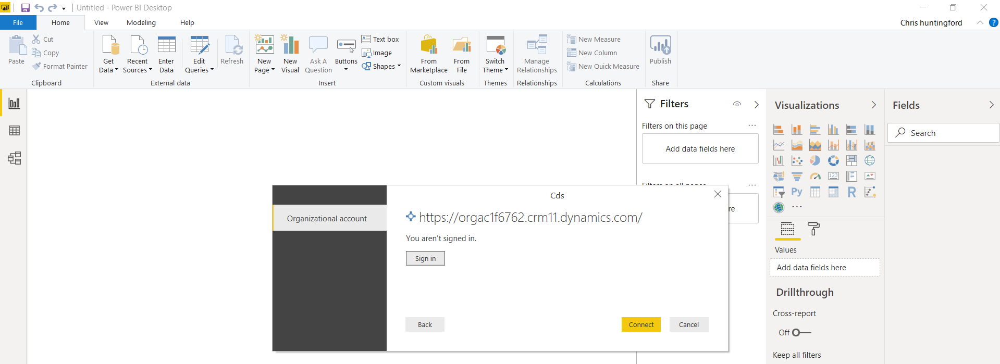 Untitled - Power BI Desktop
File Home View Modeling Help Chris huntingford ?
Paste
Cut
Copy
Format Painter
Clipboard
Get Data
Recent Sources
Enter Data
Edit Queries
Refresh
External data
New Page
New Visual
Ask A Question
Buttons
Text box
Image
Shapes
Insert
From Marketplace
From File
Custom visuals
Switch Theme
Themes
Manage Relationships
Relationships
New Measure
New Column
New Quick Measure
Calculations
Publish
Share
Filters
Filters on this page ...
Add data fields here
...
re
Visualizations
123
Py
R
...
Values
Add data fields here
Drillthrough
Cross-report
Off
Keep all filters
Fields
Search
Cds
Organizational account
https://orgac1f6762.crm11.dynamics.com/
You aren't signed in.
Sign in
Back
Connect
Cancel